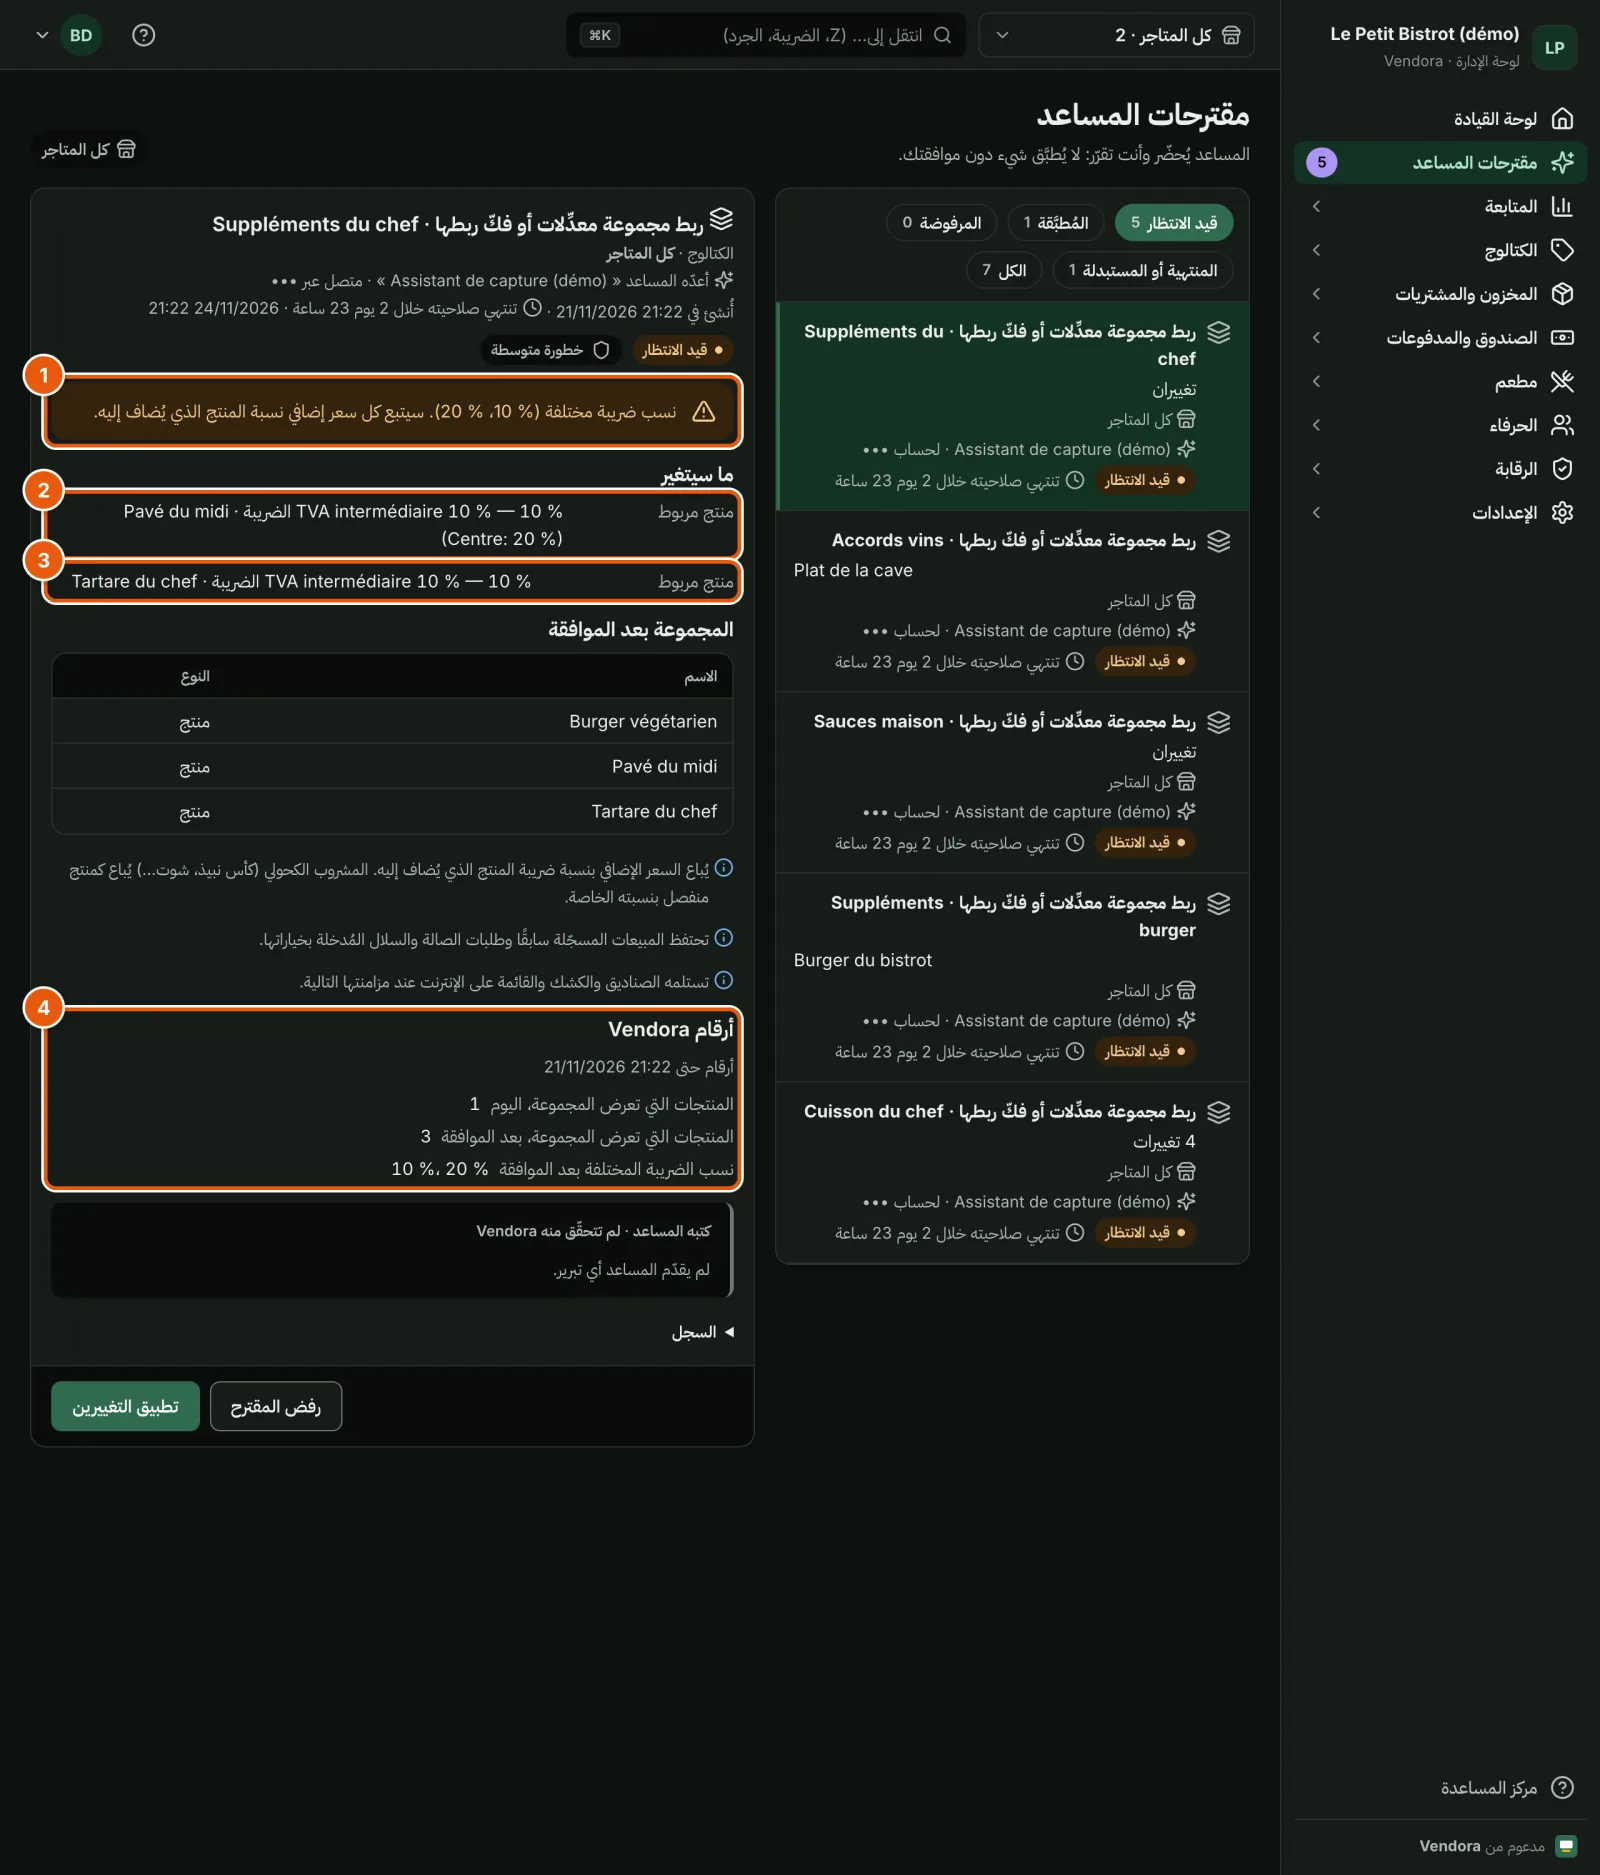 Le Petit Bistrot (démo)
لوحة الإدارة · Vendora
LP
لوحة القيادة
مقترحات المساعد
5
المتابعة
الكتالوج
المخزون والمشتريات
الصندوق والمدفوعات
مطعم
الحرفاء
الرقابة
الإعدادات
مركز المساعدة
مدعوم من Vendora
كل المتاجر · 2
انتقل إلى... (Z، الضريبة، الجرد)
⌘K
BD
مقترحات المساعد
المساعد يُحضّر وأنت تقرّر: لا يُطبَّق شيء دون موافقتك.
كل المتاجر
قيد الانتظار 5
المُطبَّقة 1
المرفوضة 0
المنتهية أو المستبدلة 1
الكل 7
ربط مجموعة معدِّلات أو فكّ ربطها · Suppléments du
chef
تغييران
كل المتاجر
Assistant de capture (démo) · لحساب •••
قيد الانتظار
تنتهي صلاحيته خلال 2 يوم 23 ساعة
ربط مجموعة معدِّلات أو فكّ ربطها · Accords vins
Plat de la cave
كل المتاجر
Assistant de capture (démo) · لحساب •••
قيد الانتظار
تنتهي صلاحيته خلال 2 يوم 23 ساعة
ربط مجموعة معدِّلات أو فكّ ربطها · Sauces maison
تغييران
كل المتاجر
Assistant de capture (démo) · لحساب •••
قيد الانتظار
تنتهي صلاحيته خلال 2 يوم 23 ساعة
ربط مجموعة معدِّلات أو فكّ ربطها · Suppléments
burger
Burger du bistrot
كل المتاجر
Assistant de capture (démo) · لحساب •••
قيد الانتظار
تنتهي صلاحيته خلال 2 يوم 23 ساعة
ربط مجموعة معدِّلات أو فكّ ربطها · Cuisson du chef
4 تغييرات
كل المتاجر
Assistant de capture (démo) · لحساب •••
قيد الانتظار
تنتهي صلاحيته خلال 2 يوم 23 ساعة
ربط مجموعة معدِّلات أو فكّ ربطها · Suppléments du chef
الكتالوج · كل المتاجر
أعدّه المساعد « Assistant de capture (démo) » · متصل عبر •••
أُنشئ في 21/11/2026 21:22 · تنتهي صلاحيته خلال 2 يوم 23 ساعة · 24/11/2026 21:22
قيد الانتظار
خطورة متوسطة
1
نسب ضريبة مختلفة (10 %، 20 %). سيتبع كل سعر إضافي نسبة المنتج الذي يُضاف إليه.
ما سيتغير
2
منتج مربوط
Pavé du midi · الضريبة TVA intermédiaire 10 % — 10 %
(Centre: 20 %)
3
منتج مربوط
Tartare du chef · الضريبة TVA intermédiaire 10 % — 10 %
المجموعة بعد الموافقة
الاسم
النوع
Burger végétarien
منتج
Pavé du midi
منتج
Tartare du chef
منتج
يُباع السعر الإضافي بنسبة ضريبة المنتج الذي يُضاف إليه. المشروب الكحولي (كأس نبيذ، شوت...) يُباع كمنتج
منفصل بنسبته الخاصة.
تحتفظ المبيعات المسجّلة سابقًا وطلبات الصالة والسلال المُدخلة بخياراتها.
تستلمه الصناديق والكشك والقائمة على الإنترنت عند مزامنتها التالية.
4
أرقام Vendora
أرقام حتى 21/11/2026 21:22
المنتجات التي تعرض المجموعة، اليوم 1
المنتجات التي تعرض المجموعة، بعد الموافقة 3
نسب الضريبة المختلفة بعد الموافقة 10 %، 20 %
كتبه المساعد · لم تتحقّق منه Vendora
لم يقدّم المساعد أي تبرير.
السجل
رفض المقترح
تطبيق التغييرين